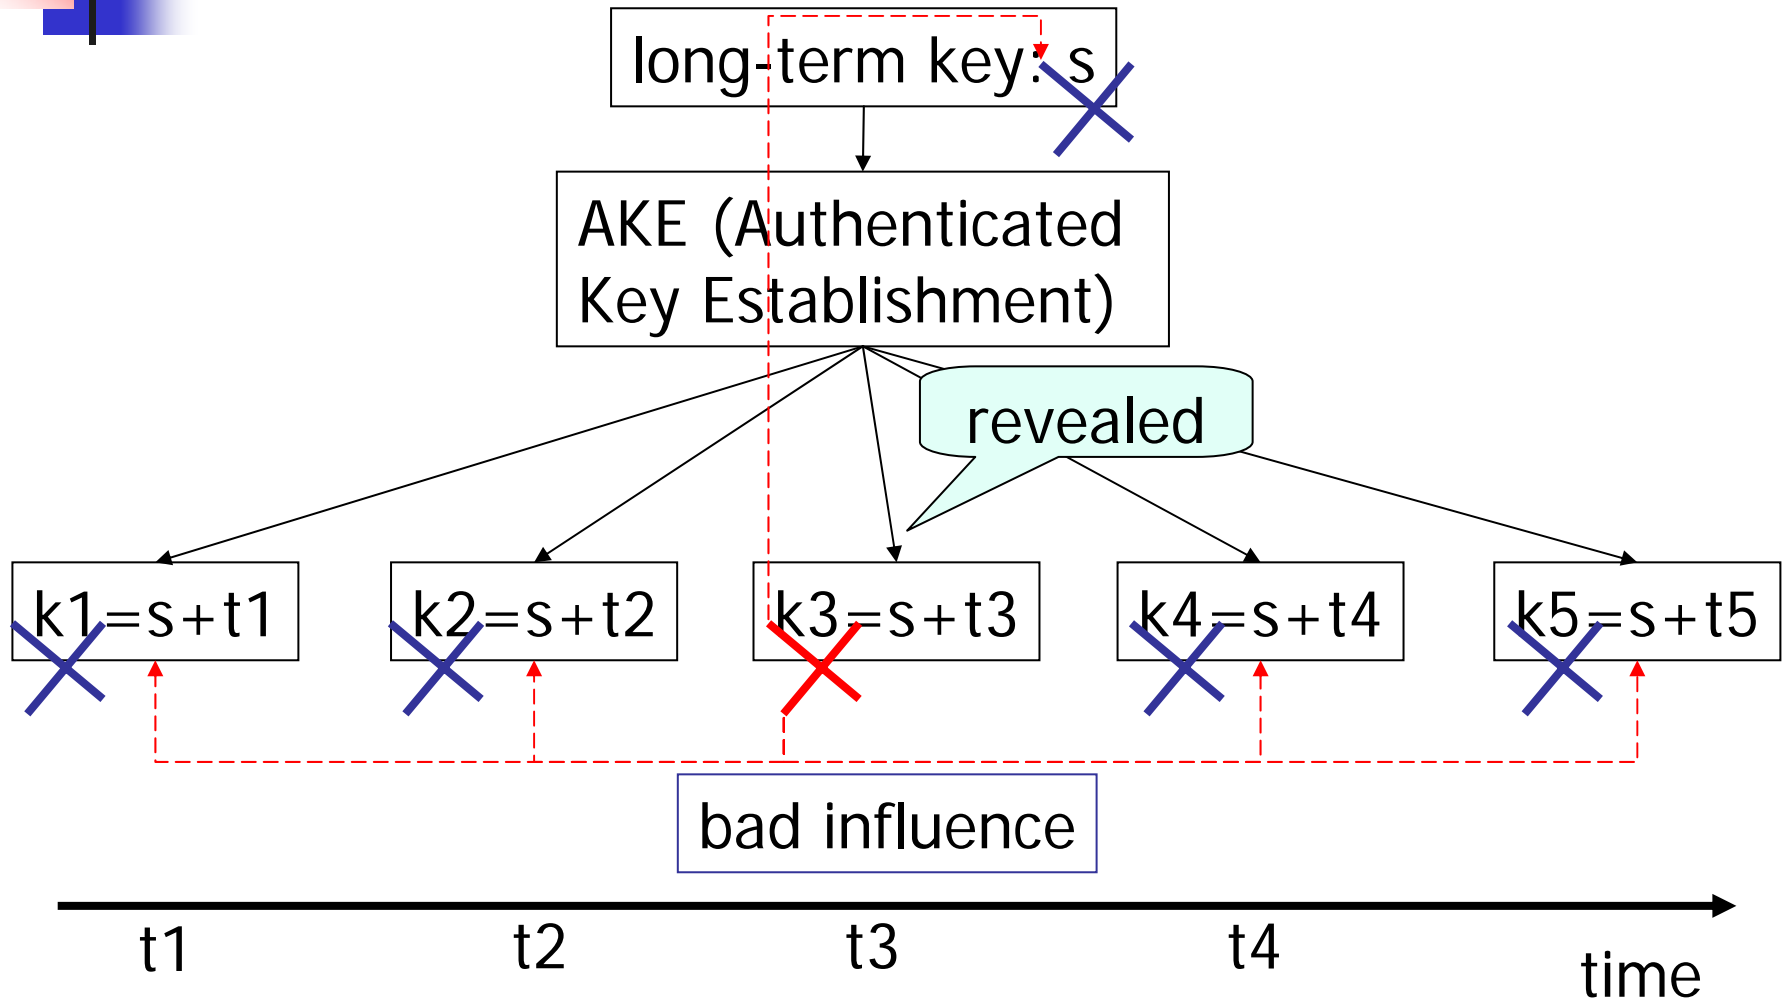 long-term key: s
AKE (Authenticated
Key Establishment)
revealed
k1=s+t1
k2=s+t2
k3=s+t3
k4=s+t4
k5=s+t5
bad influence
t1
t2
t3
t4
time